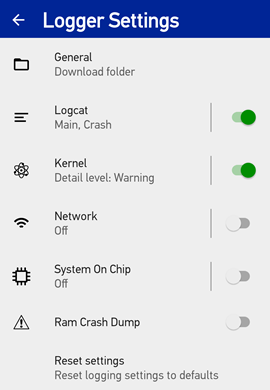 Logger Settings
General
Download folder
Logcat
Main, Crash
Kernel
Detail level: Warning
Network
Off
System On Chip
Off
Ram Crash Dump
Reset settings
Reset logging settings to defaults